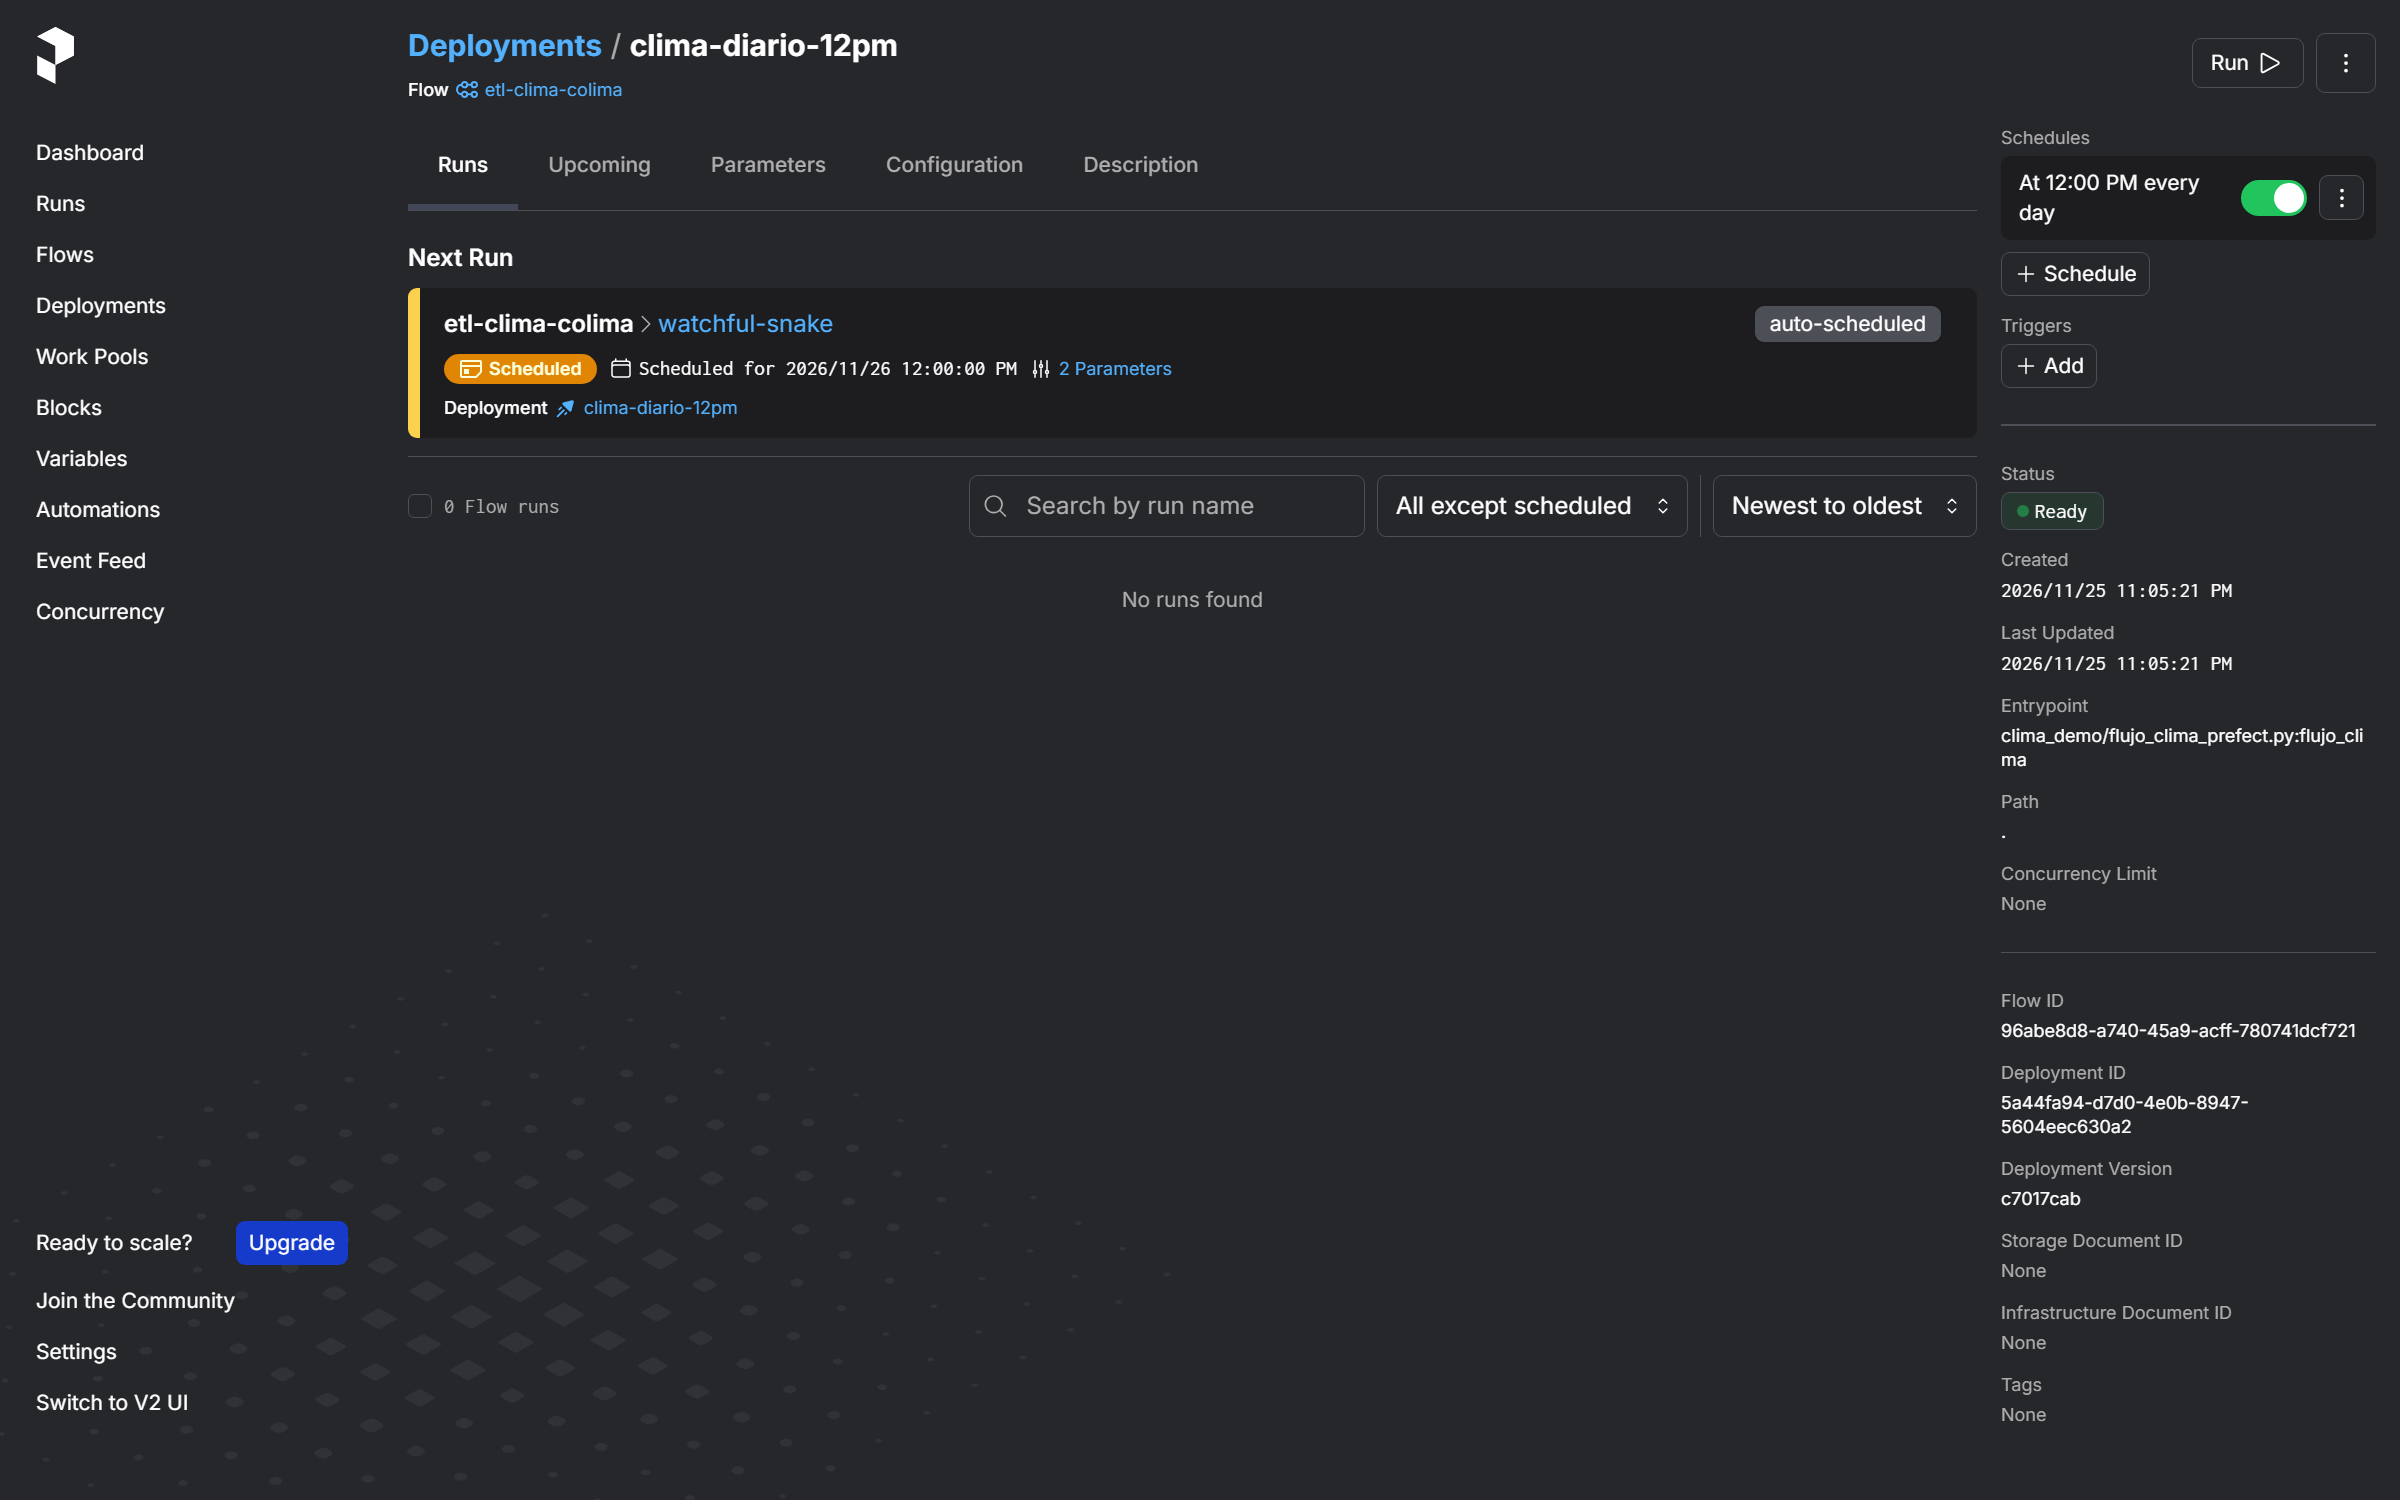 Deployments / clima-diario-12pm
Flow etl-clima-colima
Run
Dashboard
Runs
Flows
Deployments
Work Pools
Blocks
Variables
Automations
Event Feed
Concurrency
Ready to scale? Upgrade
Join the Community
Settings
Switch to V2 UI
Runs Upcoming Parameters Configuration Description
Next Run
etl-clima-colima > watchful-snake auto-scheduled
Scheduled Scheduled for 2026/11/26 12:00:00 PM 2 Parameters
Deployment clima-diario-12pm
0 Flow runs Search by run name All except scheduled Newest to oldest
No runs found
Schedules
At 12:00 PM every
day
+ Schedule
Triggers
+ Add
Status
Ready
Created
2026/11/25 11:05:21 PM
Last Updated
2026/11/25 11:05:21 PM
Entrypoint
clima_demo/flujo_clima_prefect.py:flujo_cli
ma
Path
.
Concurrency Limit
None
Flow ID
96abe8d8-a740-45a9-acff-780741dcf721
Deployment ID
5a44fa94-d7d0-4e0b-8947-
5604eec630a2
Deployment Version
c7017cab
Storage Document ID
None
Infrastructure Document ID
None
Tags
None